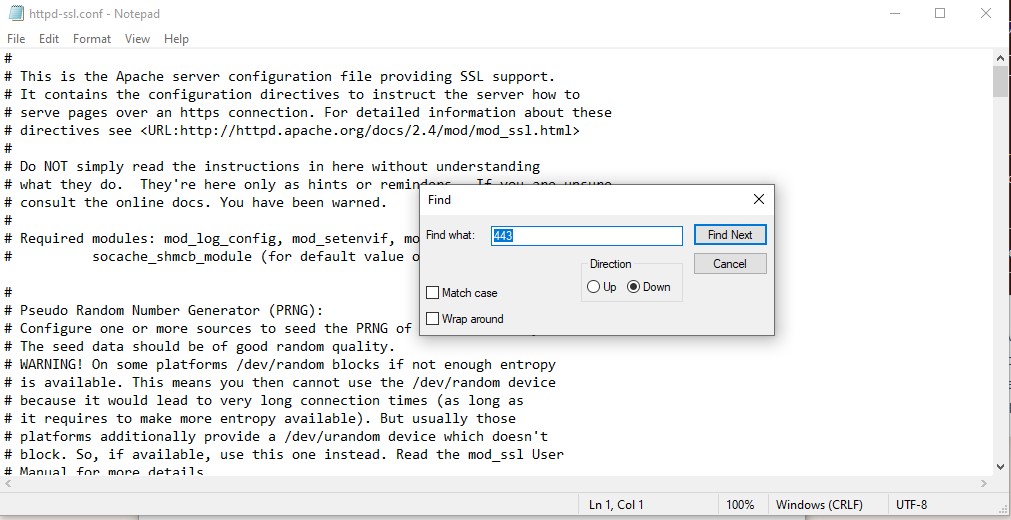 httpd-ssl.conf - Notepad
File Edit Format View Help
#
# This is the Apache server configuration file providing SSL support.
# It contains the configuration directives to instruct the server how to
# serve pages over an https connection. For detailed information about these
# directives see <URL:http://httpd.apache.org/docs/2.4/mod/mod_ssl.html>
#
# Do NOT simply read the instructions in here without understanding
# what they do.  They're here only as hints or reminders.  If you are unsure
# consult the online docs. You have been warned.
#
# Required modules: mod_log_config, mod_setenvif, mo
#          socache_shmcb_module (for default value o
#
# Pseudo Random Number Generator (PRNG):
# Configure one or more sources to seed the PRNG of
# The seed data should be of good random quality.
# WARNING! On some platforms /dev/random blocks if not enough entropy
# is available. This means you then cannot use the /dev/random device
# because it would lead to very long connection times (as long as
# it requires to make more entropy available). But usually those
# platforms additionally provide a /dev/urandom device which doesn't
# block. So, if available, use this one instead. Read the mod_ssl User
# Manual for more details
Find
Find what: 443 Find Next
Cancel
Direction
Up Down
Match case
Wrap around
Ln 1, Col 1 100% Windows (CRLF) UTF-8